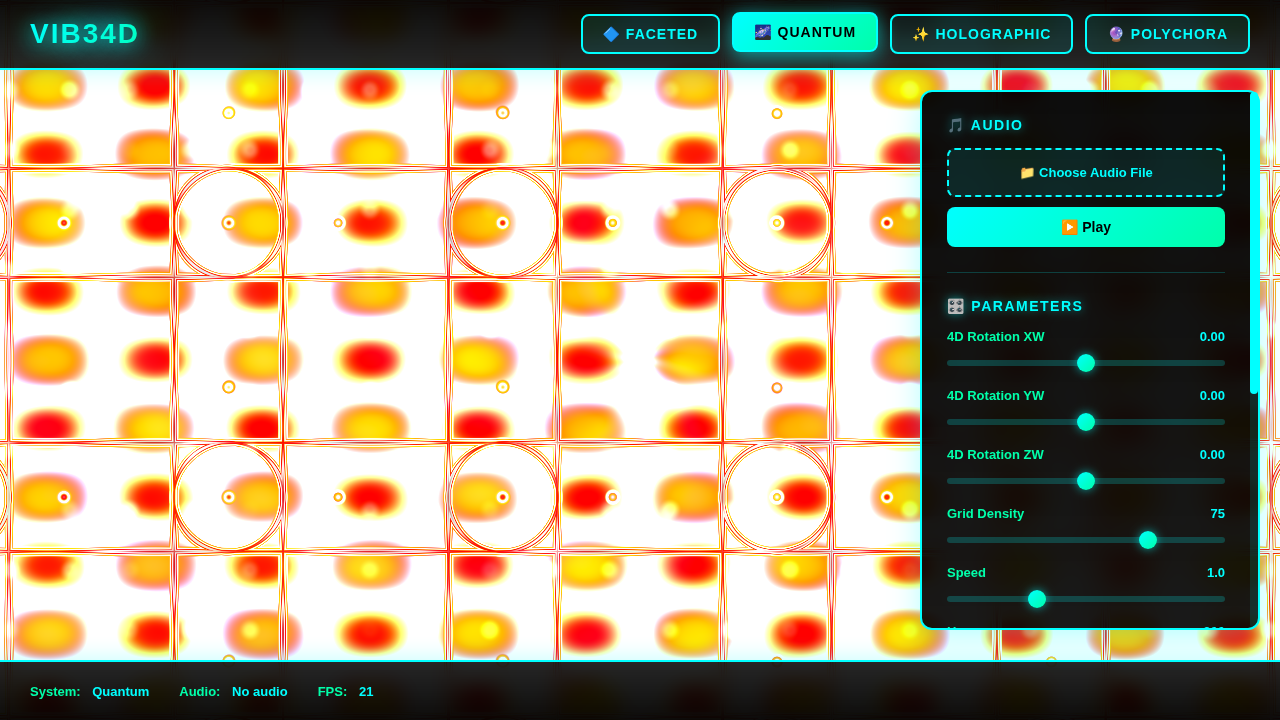 VIB34D
🔷 FACETED
🌌 QUANTUM
✨ HOLOGRAPHIC
🔮 POLYCHORA
🎵 AUDIO
📁 Choose Audio File
▶️ Play
🎛️ PARAMETERS
4D Rotation XW 0.00
4D Rotation YW 0.00
4D Rotation ZW 0.00
Grid Density 75
Speed 1.0
System: Quantum Audio: No audio FPS: 21